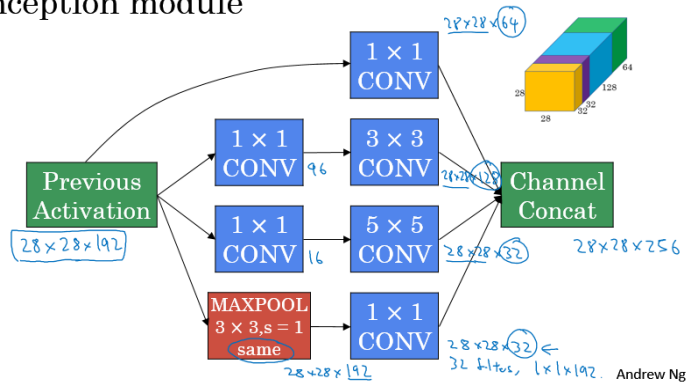 nception module
28×28×64
1 × 1
CONV
64
128
32
32
28
28
1 × 1
CONV
96
3 × 3
CONV
28×28×128
Previous
Activation
28×28×192
Channel
Concat
28×28×256
1 × 1
CONV
16
5 × 5
CONV
28×28×32
MAXPOOL
3 × 3,s = 1
same
28×28×192
1 × 1
CONV
28×28×32 ←
32 filters, 1×1×192.
Andrew Ng